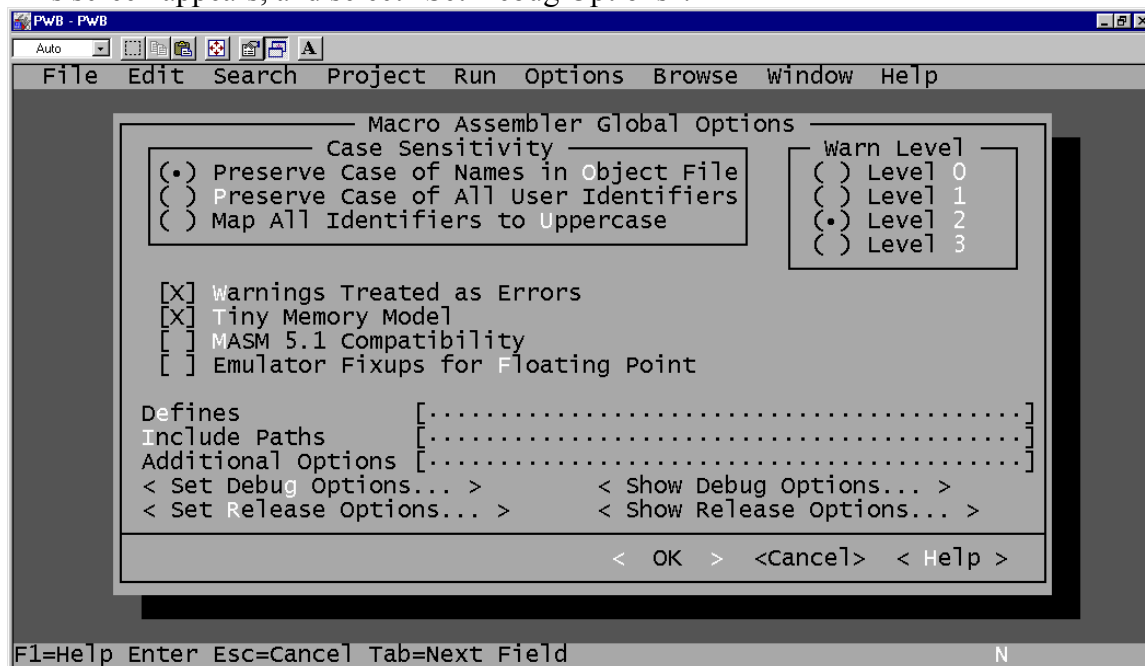 PWB - PWB
Auto
A
File Edit Search Project Run Options Browse Window Help
Macro Assembler Global Options
Case Sensitivity
(•) Preserve Case of Names in Object File
( ) Preserve Case of All User Identifiers
( ) Map All Identifiers to Uppercase
Warn Level
( ) Level 0
( ) Level 1
(•) Level 2
( ) Level 3
[X] Warnings Treated as Errors
[X] Tiny Memory Model
[ ] MASM 5.1 Compatibility
[ ] Emulator Fixups for Floating Point
Defines [..........................................]
Include Paths [..........................................]
Additional Options [..........................................]
< Set Debug Options... > < Show Debug Options... >
< Set Release Options... > < Show Release Options... >
< OK > <Cancel> < Help >
F1=Help Enter Esc=Cancel Tab=Next Field N